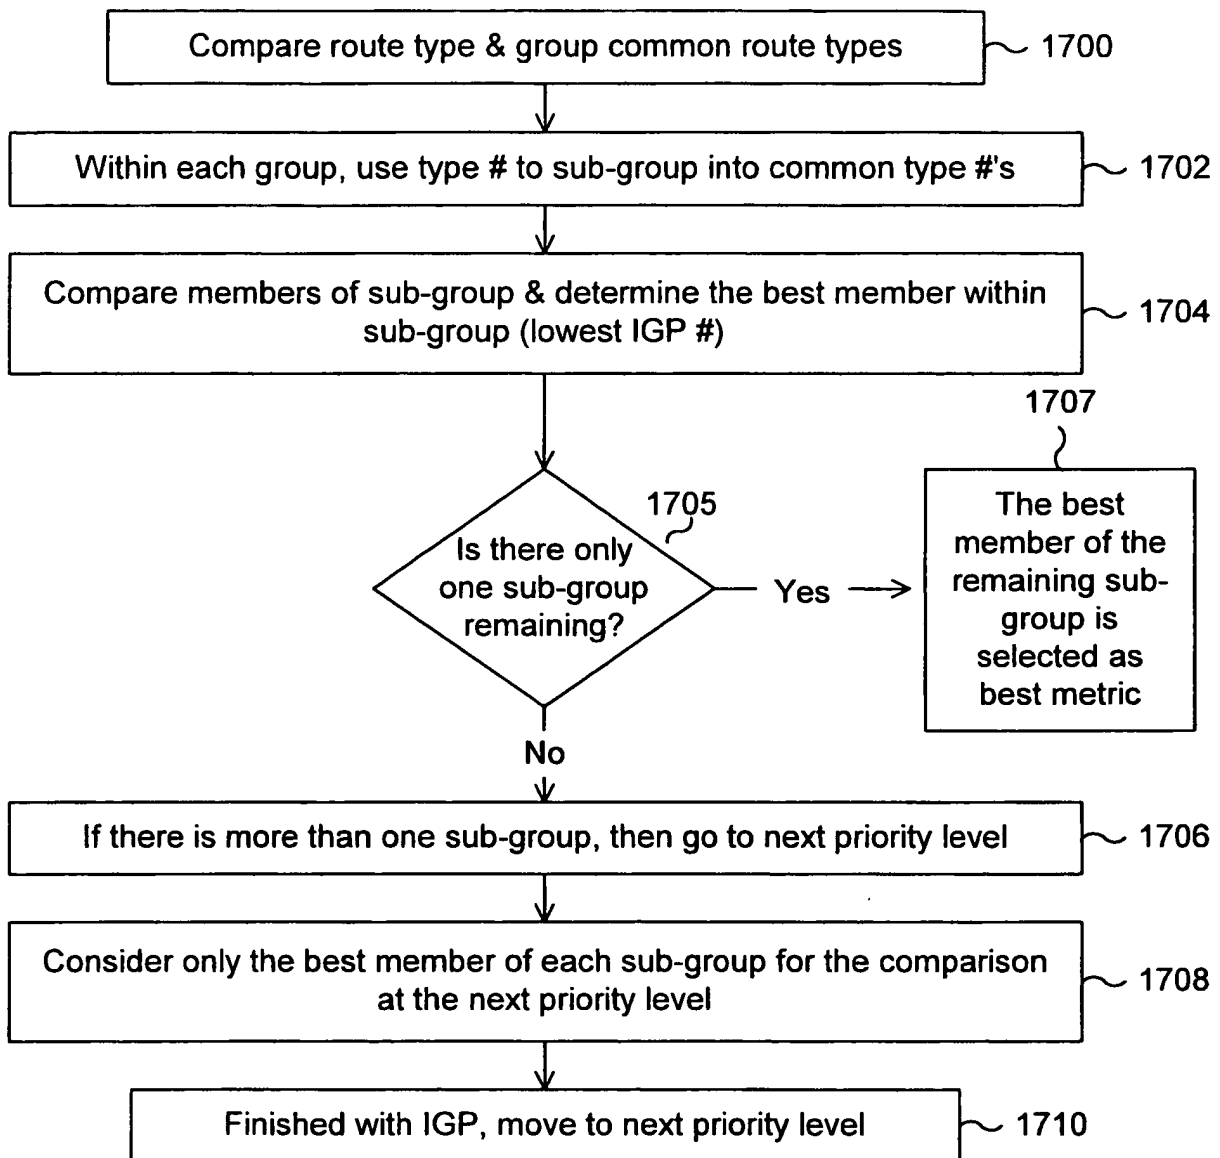 Compare route type & group common route types
1700
Within each group, use type # to sub-group into common type #'s
1702
Compare members of sub-group & determine the best member within
sub-group (lowest IGP #)
1704
1707
1705
Is there only
one sub-group
remaining?
Yes
The best
member of the
remaining sub-
group is
selected as
best metric
No
If there is more than one sub-group, then go to next priority level
1706
Consider only the best member of each sub-group for the comparison
at the next priority level
1708
Finished with IGP, move to next priority level
1710